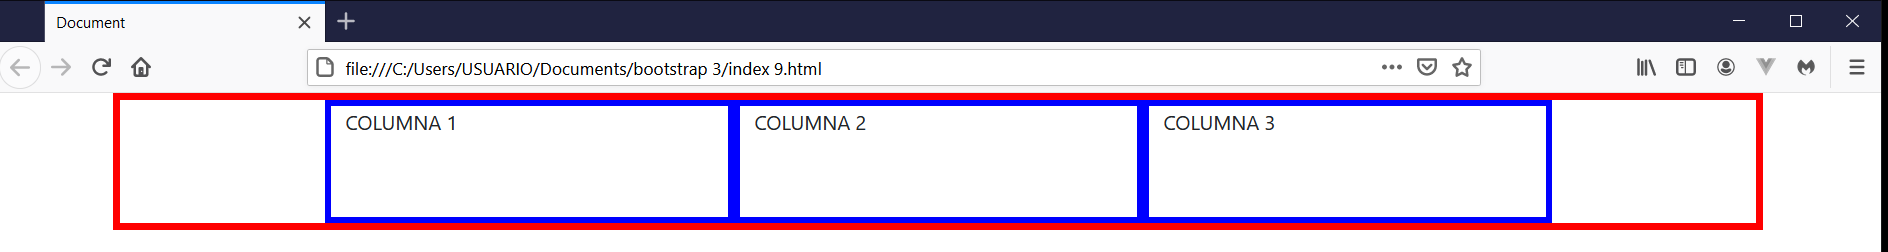 Document
file:///C:/Users/USUARIO/Documents/bootstrap 3/index 9.html
COLUMNA 1 COLUMNA 2 COLUMNA 3